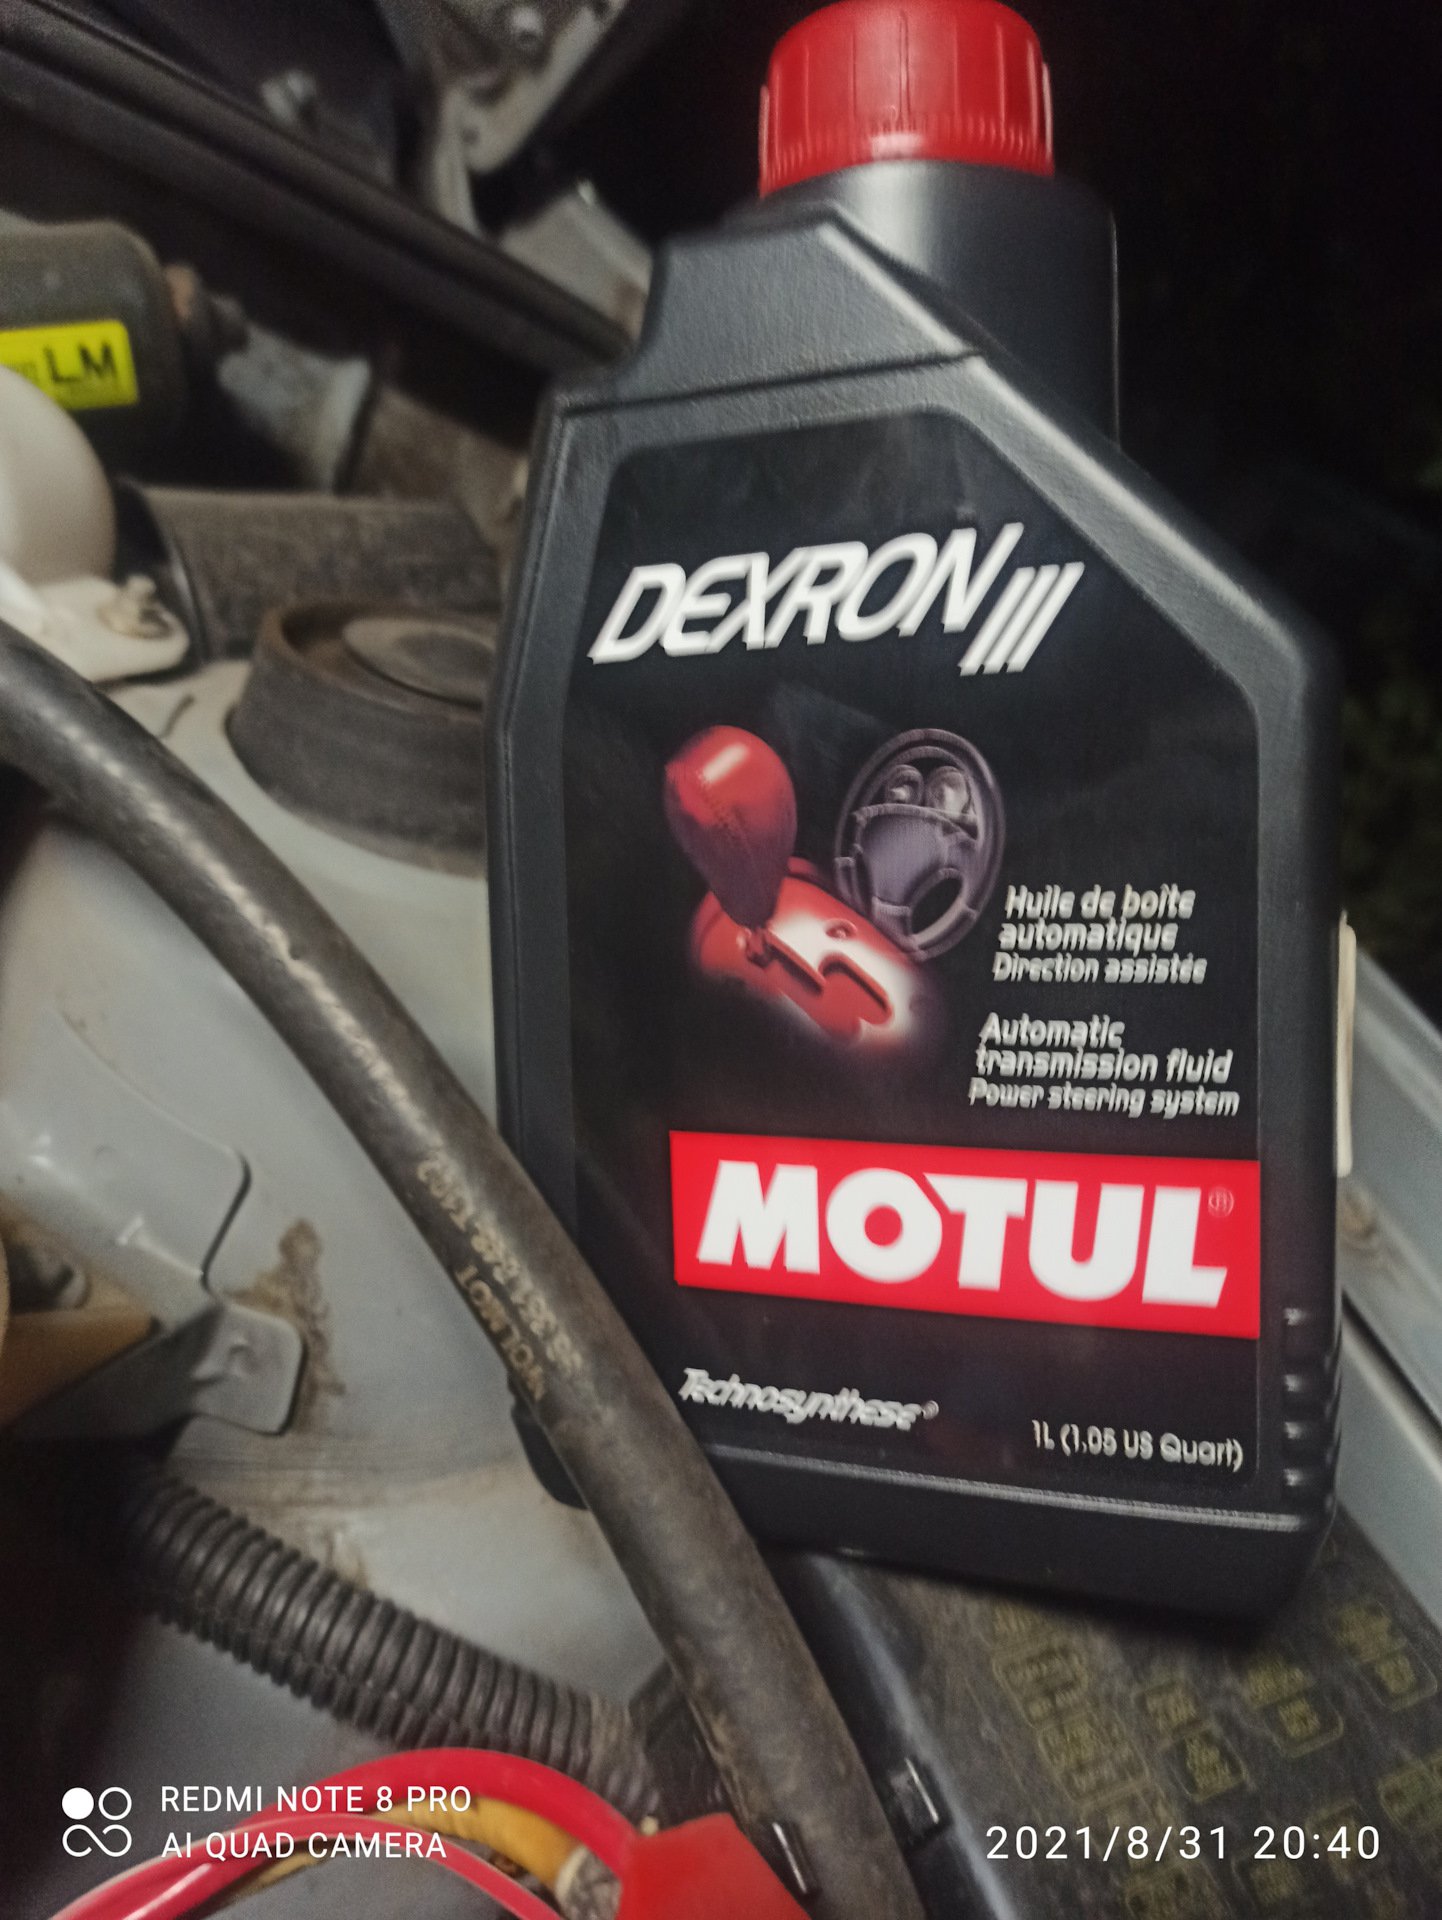 LM
DEXRON III
Huile de boîte
automatique
Direction assistée
Automatic
transmission fluid
Power steering system
MOTUL®
Technosynthese®
1L (1.05 US Quart)
REDMI NOTE 8 PRO
AI QUAD CAMERA
2021/8/31 20:40